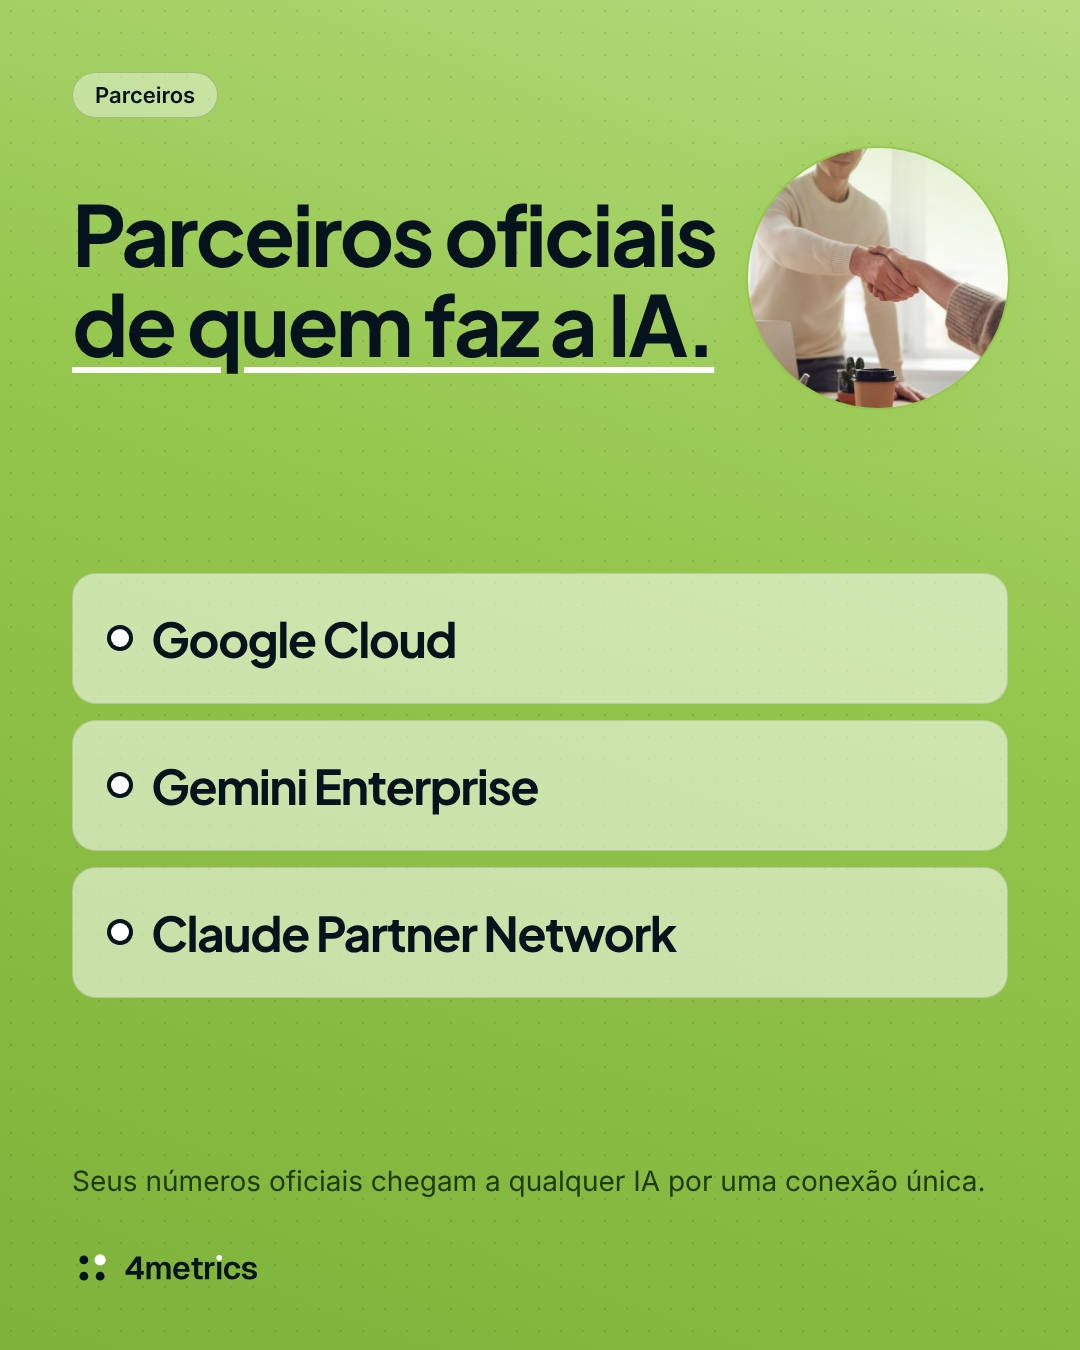 Parceiros
Parceiros oficiais
de quem faz a IA.
Google Cloud
Gemini Enterprise
Claude Partner Network
Seus números oficiais chegam a qualquer IA por uma conexão única.
4metrics